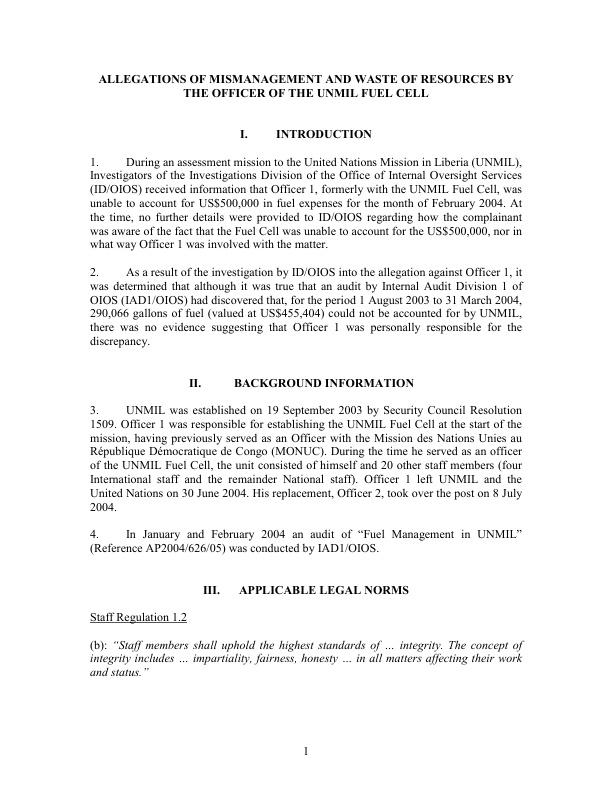 ALLEGATIONS OF MISMANAGEMENT AND WASTE OF RESOURCES BY
THE OFFICER OF THE UNMIL FUEL CELL
I. INTRODUCTION
1. During an assessment mission to the United Nations Mission in Liberia (UNMIL),
Investigators of the Investigations Division of the Office of Internal Oversight Services
(ID/OIOS) received information that Officer 1, formerly with the UNMIL Fuel Cell, was
unable to account for US$500,000 in fuel expenses for the month of February 2004. At
the time, no further details were provided to ID/OIOS regarding how the complainant
was aware of the fact that the Fuel Cell was unable to account for the US$500,000, nor in
what way Officer 1 was involved with the matter.
2. As a result of the investigation by ID/OIOS into the allegation against Officer 1, it
was determined that although it was true that an audit by Internal Audit Division 1 of
OIOS (IAD1/OIOS) had discovered that, for the period 1 August 2003 to 31 March 2004,
290,066 gallons of fuel (valued at US$455,404) could not be accounted for by UNMIL,
there was no evidence suggesting that Officer 1 was personally responsible for the
discrepancy.
II. BACKGROUND INFORMATION
3. UNMIL was established on 19 September 2003 by Security Council Resolution
1509. Officer 1 was responsible for establishing the UNMIL Fuel Cell at the start of the
mission, having previously served as an Officer with the Mission des Nations Unies au
République Démocratique de Congo (MONUC). During the time he served as an officer
of the UNMIL Fuel Cell, the unit consisted of himself and 20 other staff members (four
International staff and the remainder National staff). Officer 1 left UNMIL and the
United Nations on 30 June 2004. His replacement, Officer 2, took over the post on 8 July
2004.
4. In January and February 2004 an audit of “Fuel Management in UNMIL”
(Reference AP2004/626/05) was conducted by IAD1/OIOS.
III. APPLICABLE LEGAL NORMS
Staff Regulation 1.2
(b): “Staff members shall uphold the highest standards of … integrity. The concept of
integrity includes … impartiality, fairness, honesty … in all matters affecting their work
and status.”
1